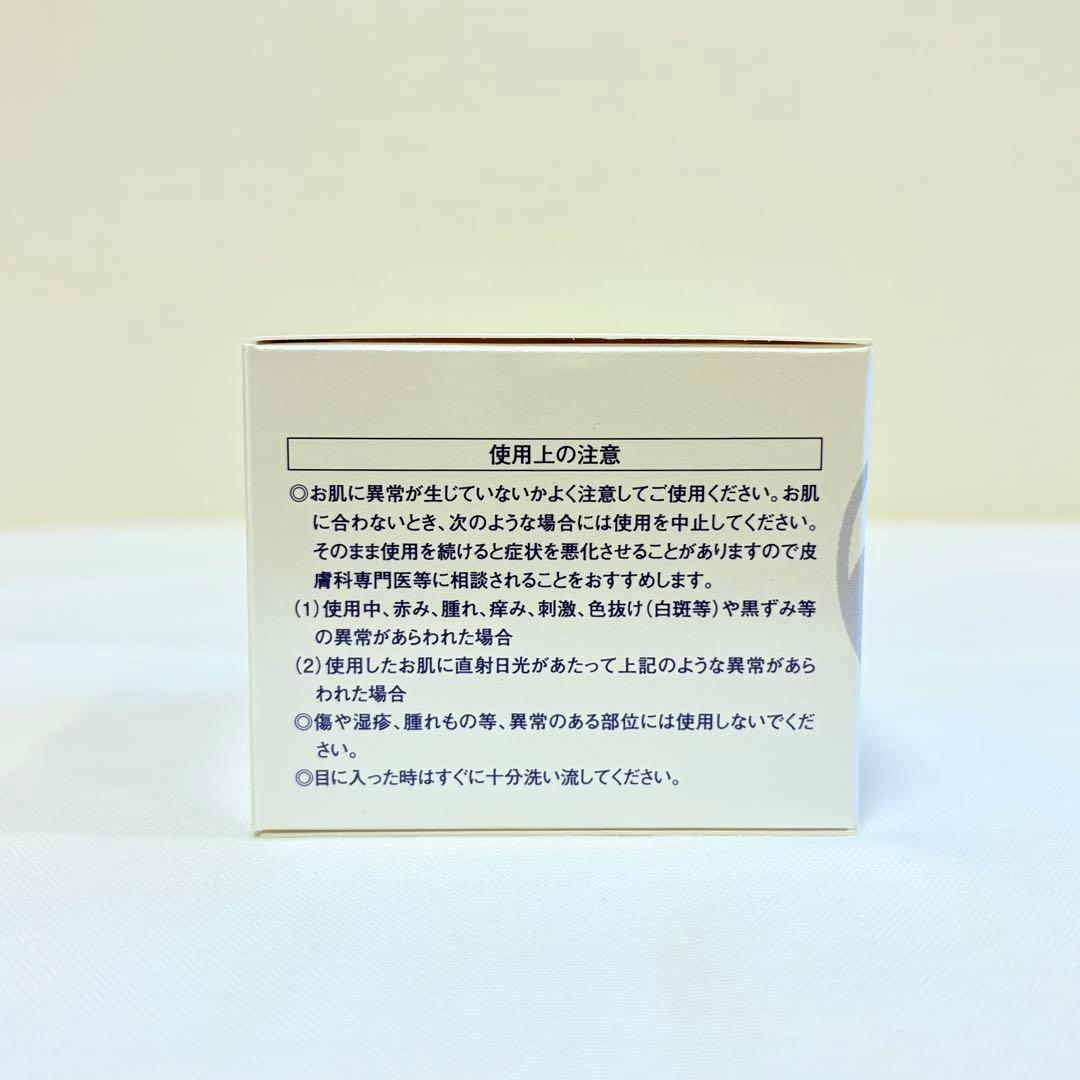 使用上の注意
◎お肌に異常が生じていないかよく注意してご使用ください。お肌
に合わないとき、次のような場合には使用を中止してください。
そのまま使用を続けると症状を悪化させることがありますので皮
膚科専門医等に相談されることをおすすめします。
(1)使用中、赤み、腫れ、痒み、刺激、色抜け(白斑等)や黒ずみ等
の異常があらわれた場合
(2)使用したお肌に直射日光があたって上記のような異常があら
われた場合
◎傷や湿疹、腫れもの等、異常のある部位には使用しないでくだ
さい。
◎目に入った時はすぐに十分洗い流してください。